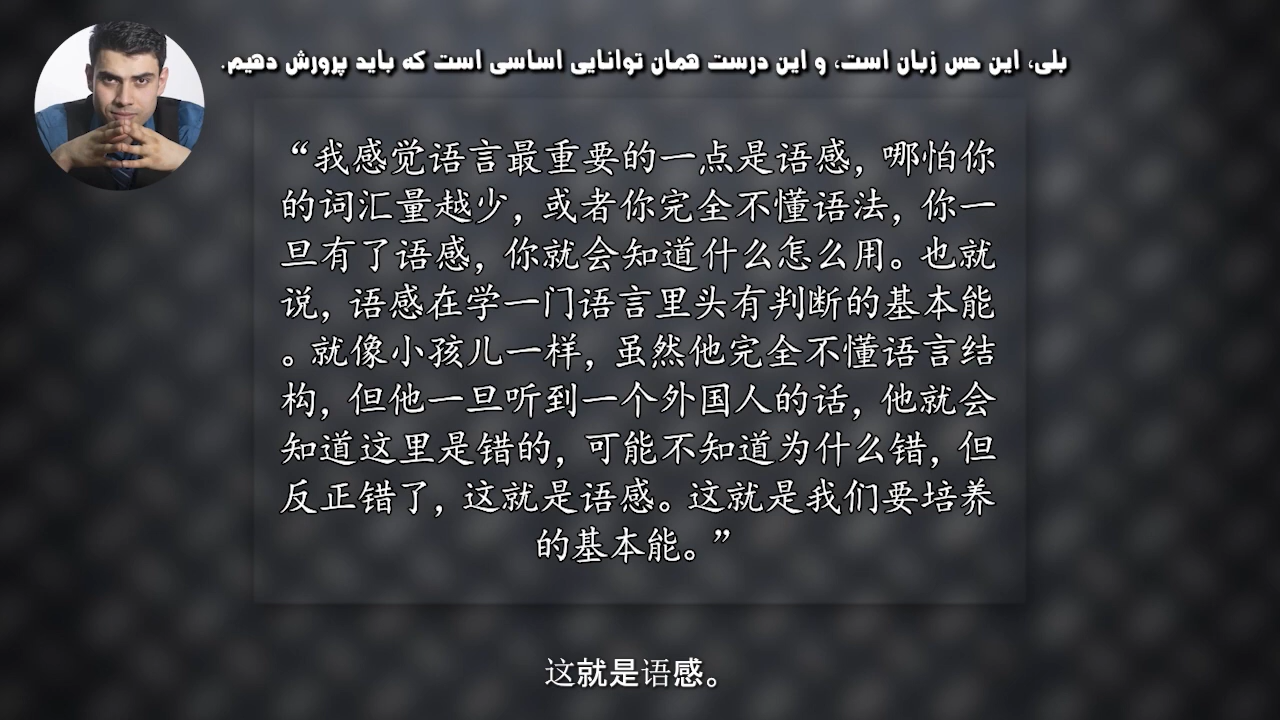 بلی، این حس زبان است، و این درست همان توانایی اساسی است که باید پرورش دهیم.
“我感觉语言最重要的一点是语感，哪怕你
的词汇量越少，或者你完全不懂语法，你一
旦有了语感，你就会知道什么怎么用。也就
说，语感在学一门语言里头有判断的基本能
。就像小孩儿一样，虽然他完全不懂语言结
构，但他一旦听到一个外国人的话，他就会
知道这里是错的，可能不知道为什么错，但
反正错了，这就是语感。这就是我们要培养
的基本能。”
这就是语感。